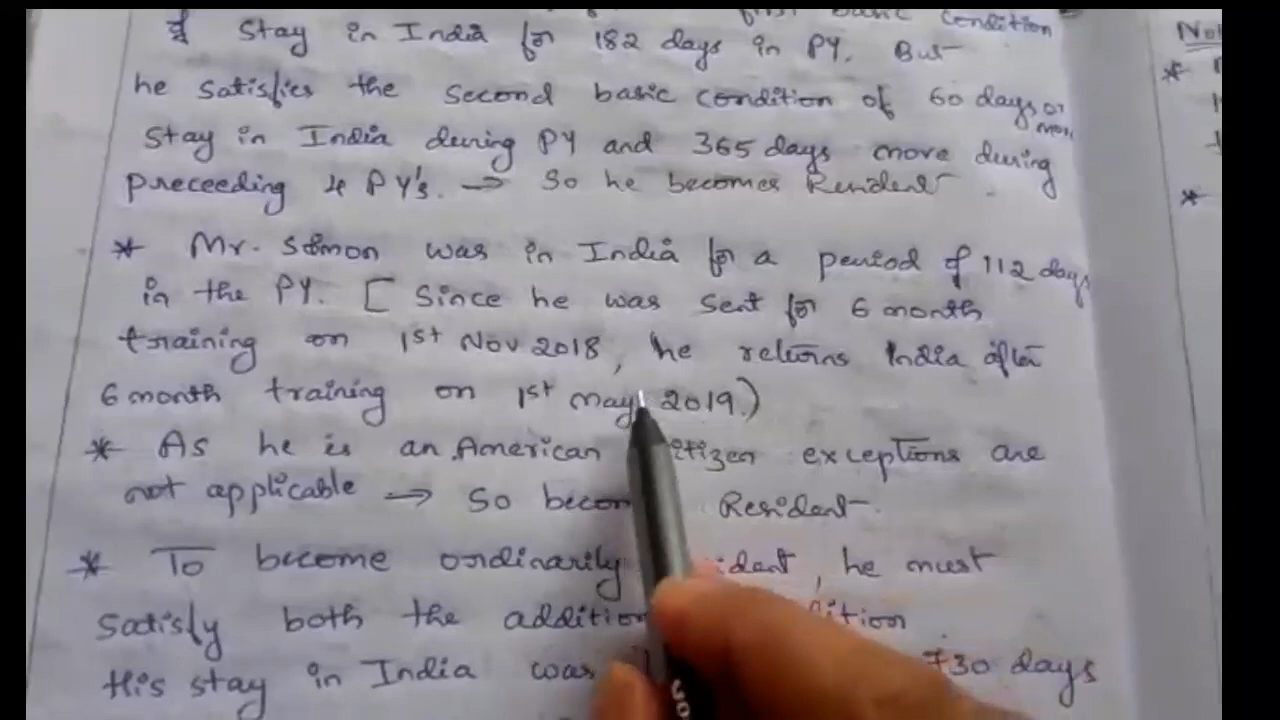 basic condition
stay in India for 182 days in PY. But
he satisfies the second basic condition of 60 days or
more
stay in India during PY and 365 days more during
preceeding 4 PY's. → So he becomes Resident
* Mr. Simon was in India for a period of 112 days
in the PY. [ Since he was sent for 6 month
training on 1st Nov 2018, he returns India after
6 month training on 1st may 2019.)
* As he is an American exceptions are
not applicable → So Resident.
* To become ordinarily , he must
satisfy both the
His stay in India was 730 days
*
*